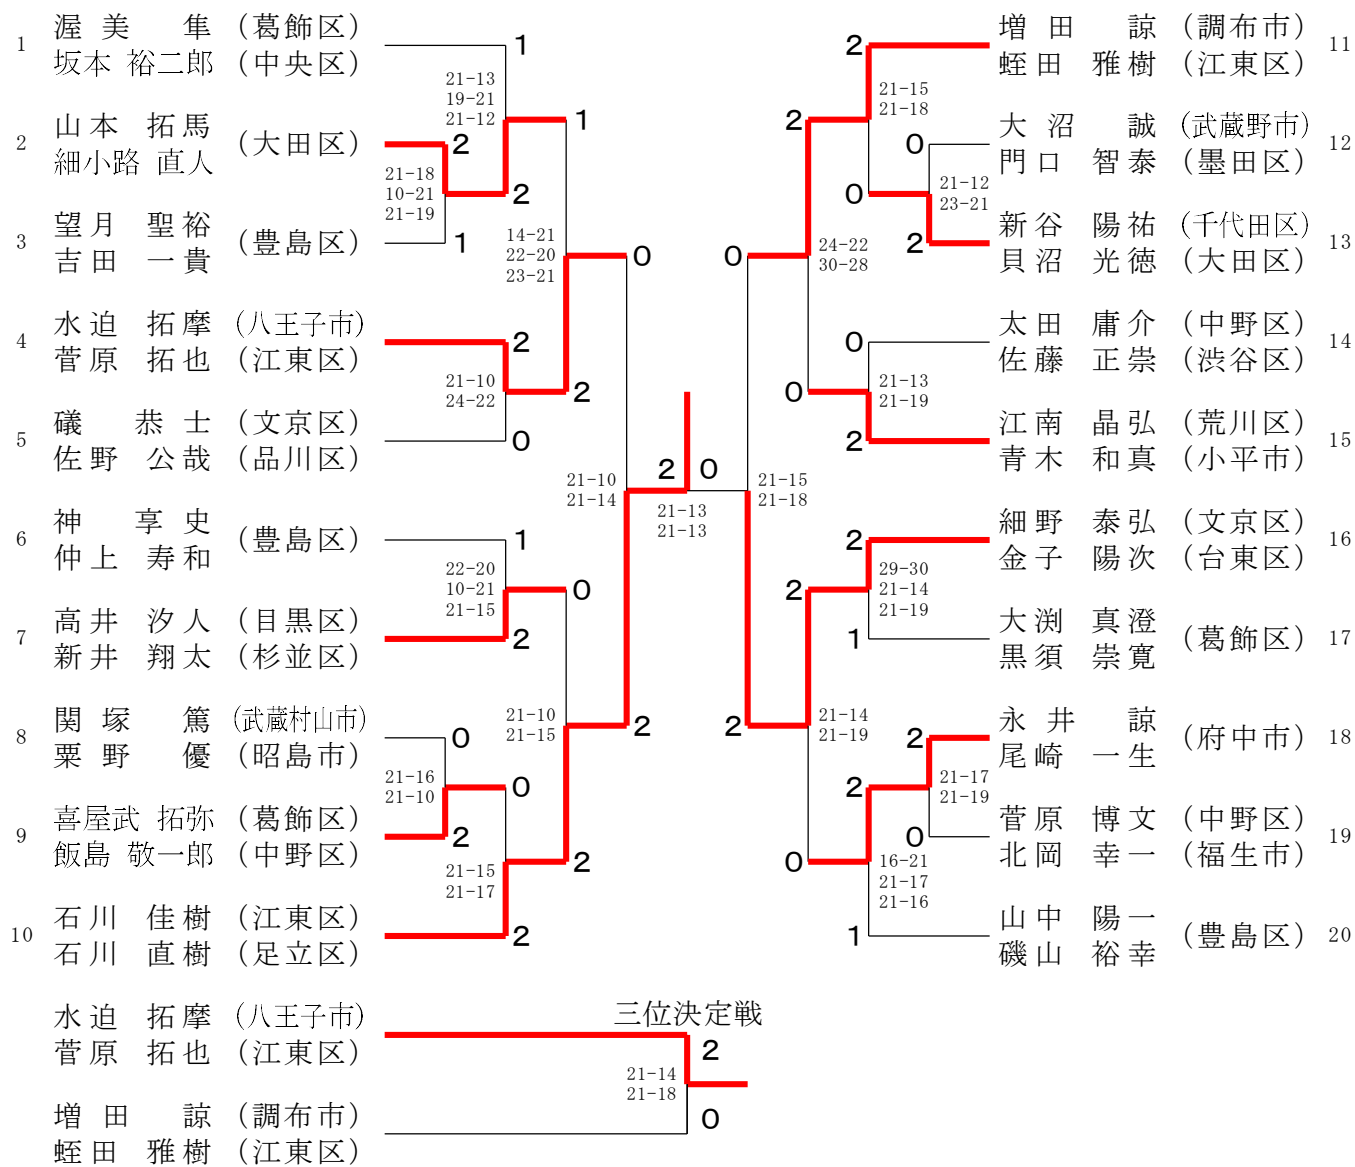 渥美 隼 (葛飾区)
1
坂本 裕二郎 (中央区)
1
21-13
19-21
21-12
1
山本 拓馬
2
(大田区)
細小路 直人
2
21-18
10-21
21-19
2
望月 聖裕
3
(豊島区)
吉田 一貴
1
14-21
22-20
23-21
0
水迫 拓摩 (八王子市)
4
菅原 拓也 (江東区)
2
21-10
24-22
2
礒 恭士 (文京区)
5
佐野 公哉 (品川区)
0
21-10
21-14
神 享史
6
(豊島区)
仲上 寿和
1
22-20
10-21
21-15
0
高井 汐人 (目黒区)
7
新井 翔太 (杉並区)
2
21-10
21-15
2
関塚 篤 (武蔵村山市)
8
粟野 優 (昭島市)
0
21-16
21-10
0
喜屋武 拓弥 (葛飾区)
9
飯島 敬一郎 (中野区)
2
21-15
21-17
2
石川 佳樹 (江東区)
10
石川 直樹 (足立区)
2
2 0
21-13
21-13
増田 諒 (調布市)
11
蛭田 雅樹 (江東区)
2
21-15
21-18
2
大沼 誠 (武蔵野市)
12
門口 智泰 (墨田区)
0
21-12
23-21
0
新谷 陽祐 (千代田区)
13
貝沼 光徳 (大田区)
2
24-22
30-28
0
太田 庸介 (中野区)
14
佐藤 正崇 (渋谷区)
0
21-13
21-19
0
江南 晶弘 (荒川区)
15
青木 和真 (小平市)
2
21-15
21-18
細野 泰弘 (文京区)
16
金子 陽次 (台東区)
2
29-30
21-14
21-19
2
大渕 真澄
(葛飾区) 17
黒須 崇寛
1
21-14
21-19
2
永井 諒
(府中市) 18
尾崎 一生
2
21-17
21-19
2
菅原 博文 (中野区)
19
北岡 幸一 (福生市)
0
16-21
21-17
21-16
0
山中 陽一
(豊島区) 20
磯山 裕幸
1
三位決定戦
水迫 拓摩 (八王子市)
菅原 拓也 (江東区)
2
21-14
21-18
増田 諒 (調布市)
蛭田 雅樹 (江東区)
0